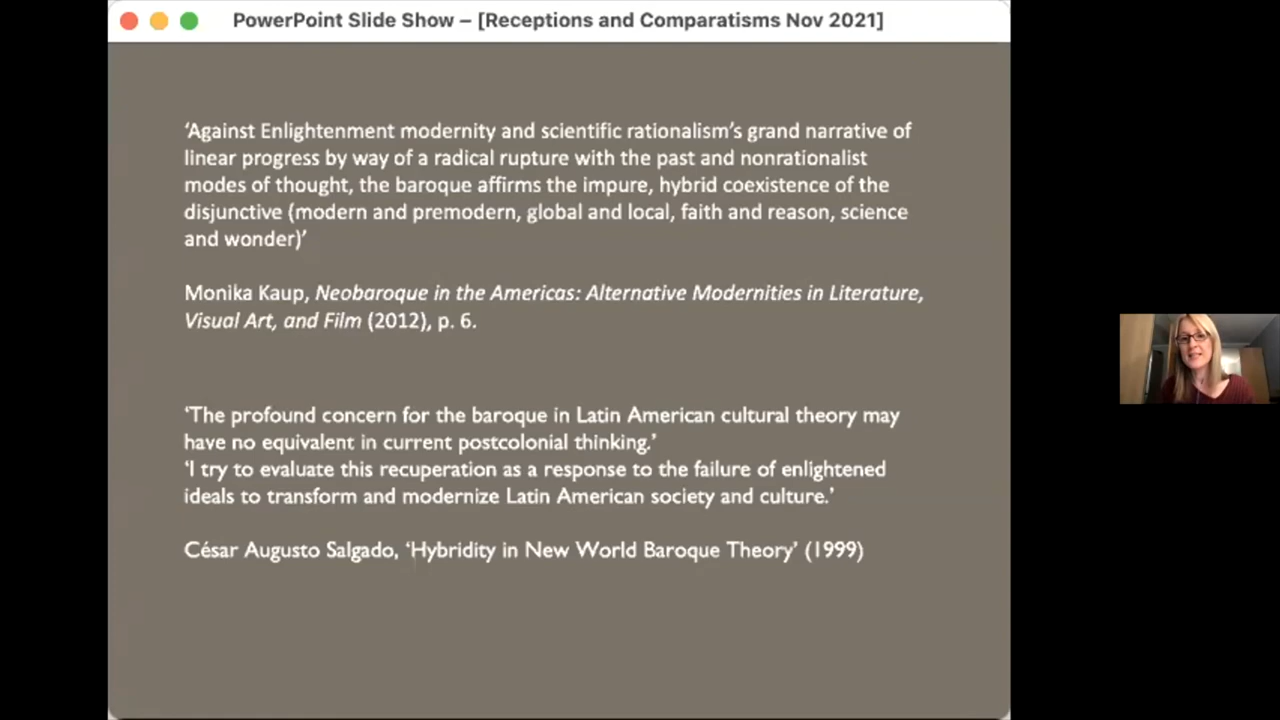 PowerPoint Slide Show – [Receptions and Comparatisms Nov 2021]
‘Against Enlightenment modernity and scientific rationalism’s grand narrative of
linear progress by way of a radical rupture with the past and nonrationalist
modes of thought, the baroque affirms the impure, hybrid coexistence of the
disjunctive (modern and premodern, global and local, faith and reason, science
and wonder)’
Monika Kaup, Neobaroque in the Americas: Alternative Modernities in Literature,
Visual Art, and Film (2012), p. 6.
‘The profound concern for the baroque in Latin American cultural theory may
have no equivalent in current postcolonial thinking.’
‘I try to evaluate this recuperation as a response to the failure of enlightened
ideals to transform and modernize Latin American society and culture.’
César Augusto Salgado, ‘Hybridity in New World Baroque Theory’ (1999)